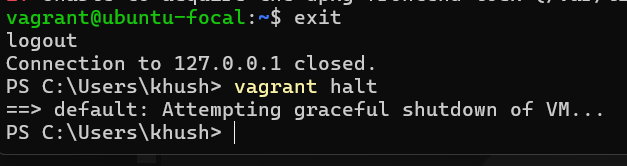 vagrant@ubuntu-focal:~$ exit
logout
Connection to 127.0.0.1 closed.
PS C:\Users\khush> vagrant halt
==> default: Attempting graceful shutdown of VM...
PS C:\Users\khush>